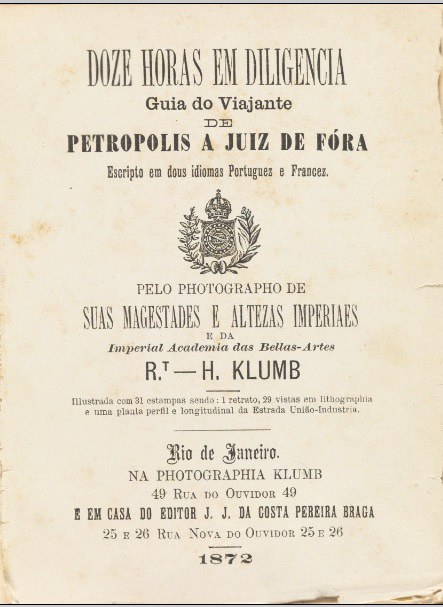 DOZE HORAS EM DILIGENCIA
Guia do Viajante
DE
PETROPOLIS A JUIZ DE FÓRA
Escripto em dous idiomas Portuguez e Francez.
PELO PHOTOGRAPHO DE
SUAS MAGESTADES E ALTEZAS IMPERIAES
E DA
Imperial Academia das Bellas-Artes
R.T — H. KLUMB
Illustrada com 31 estampas sendo: 1 retrato, 29 vistas em lithographia
e uma planta perfil e longitudinal da Estrada União-Industria.
Rio de Janeiro.
NA PHOTOGRAPHIA KLUMB
49 RUA DO OUVIDOR 49
E EM CASA DO EDITOR J. J. DA COSTA PEREIRA BRAGA
25 E 26 RUA NOVA DO OUVIDOR 25 E 26
1872